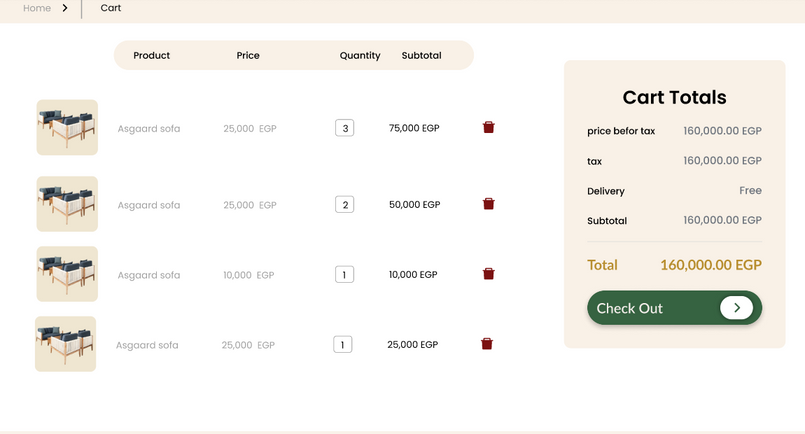 Home > Cart
Product Price Quantity Subtotal
Asgaard sofa 25,000 EGP 3 75,000 EGP
Asgaard sofa 25,000 EGP 2 50,000 EGP
Asgaard sofa 10,000 EGP 1 10,000 EGP
Asgaard sofa 25,000 EGP 1 25,000 EGP
Cart Totals
price befor tax 160,000.00 EGP
tax 160,000.00 EGP
Delivery Free
Subtotal 160,000.00 EGP
Total 160,000.00 EGP
Check Out